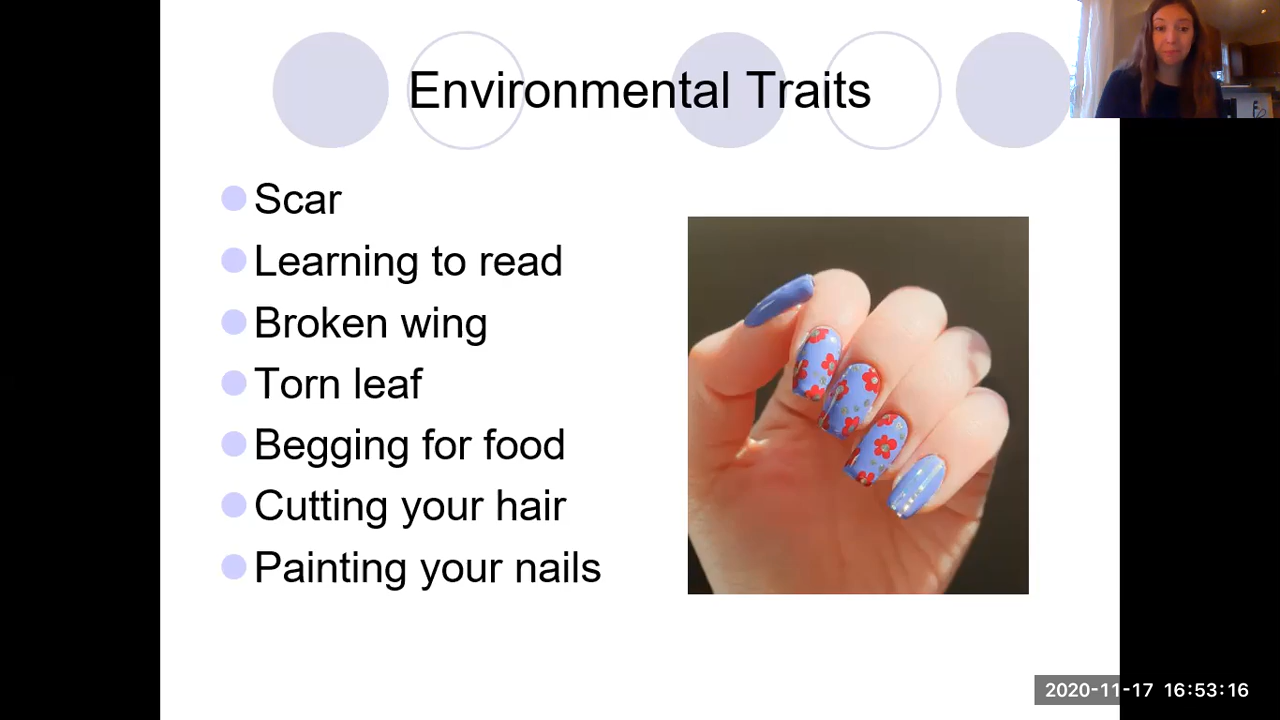 Environmental Traits
Scar
Learning to read
Broken wing
Torn leaf
Begging for food
Cutting your hair
Painting your nails
2020-11-17 16:53:16